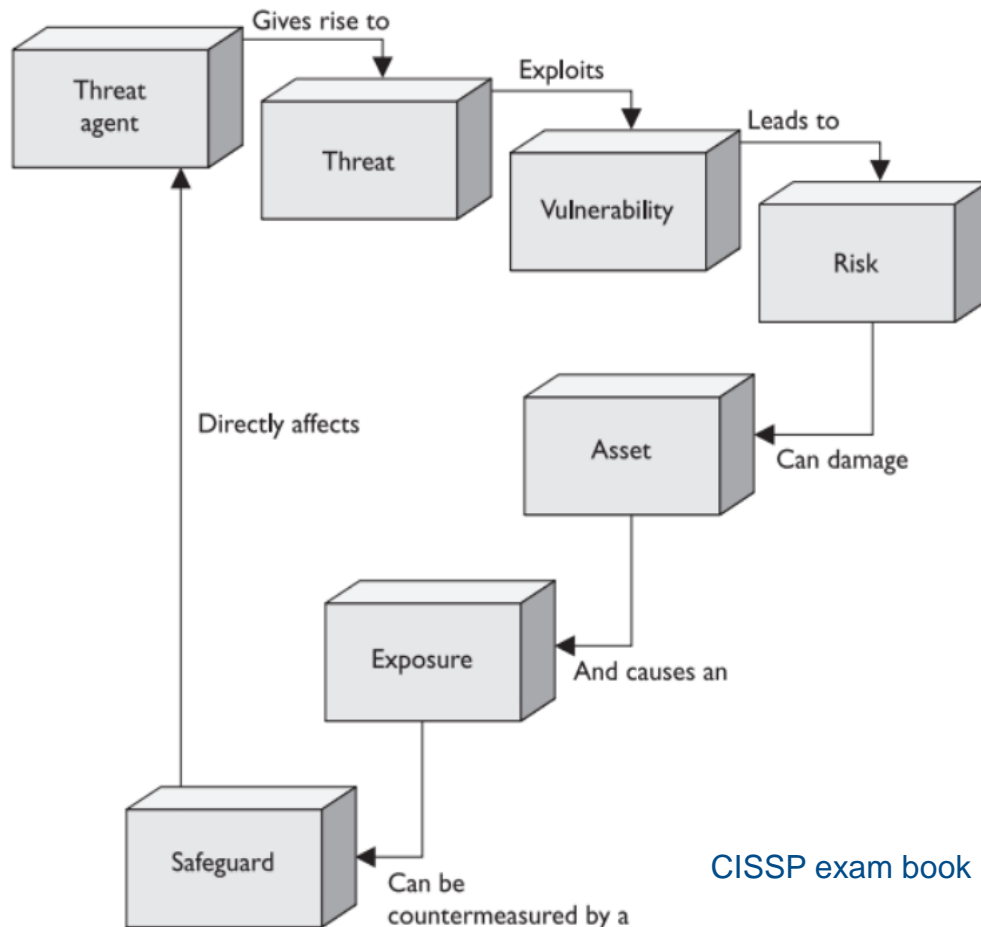 Gives rise to
Threat
agent
Exploits
Threat
Leads to
Vulnerability
Risk
Directly affects
Asset
Can damage
Exposure
And causes an
Safeguard
Can be
countermeasured by a
CISSP exam book